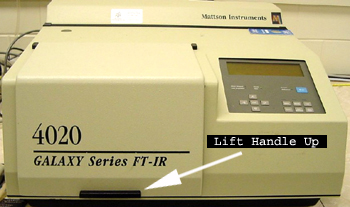 Mattson Instruments M
4020
Lift Handle Up
GALAXY Series FT-IR